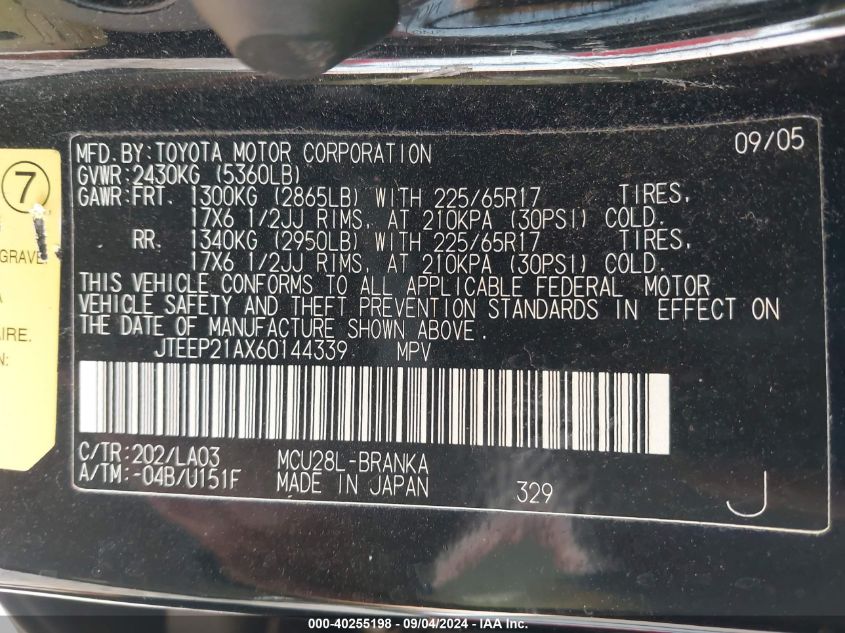 7
GRAVE
AIRE.
N:
MFD.BY:TOYOTA MOTOR CORPORATION 09/05
GVWR:2430KG (5360LB)
GAWR:FRT. 1300KG (2865LB) WITH 225/65R17 TIRES,
17X6 1/2JJ RIMS, AT 210KPA (30PSI) COLD.
RR. 1340KG (2950LB) WITH 225/65R17 TIRES,
17X6 1/2JJ RIMS, AT 210KPA (30PSI) COLD.
THIS VEHICLE CONFORMS TO ALL APPLICABLE FEDERAL MOTOR
VEHICLE SAFETY AND THEFT PREVENTION STANDARDS IN EFFECT ON
THE DATE OF MANUFACTURE SHOWN ABOVE.
JTEEP21AX60144339 MPV
C/TR:202/LA03 MCU28L-BRANKA
A/TM:-04B/U151F MADE IN JAPAN 329 J
000-40255198 - 09/04/2024 - IAA Inc.